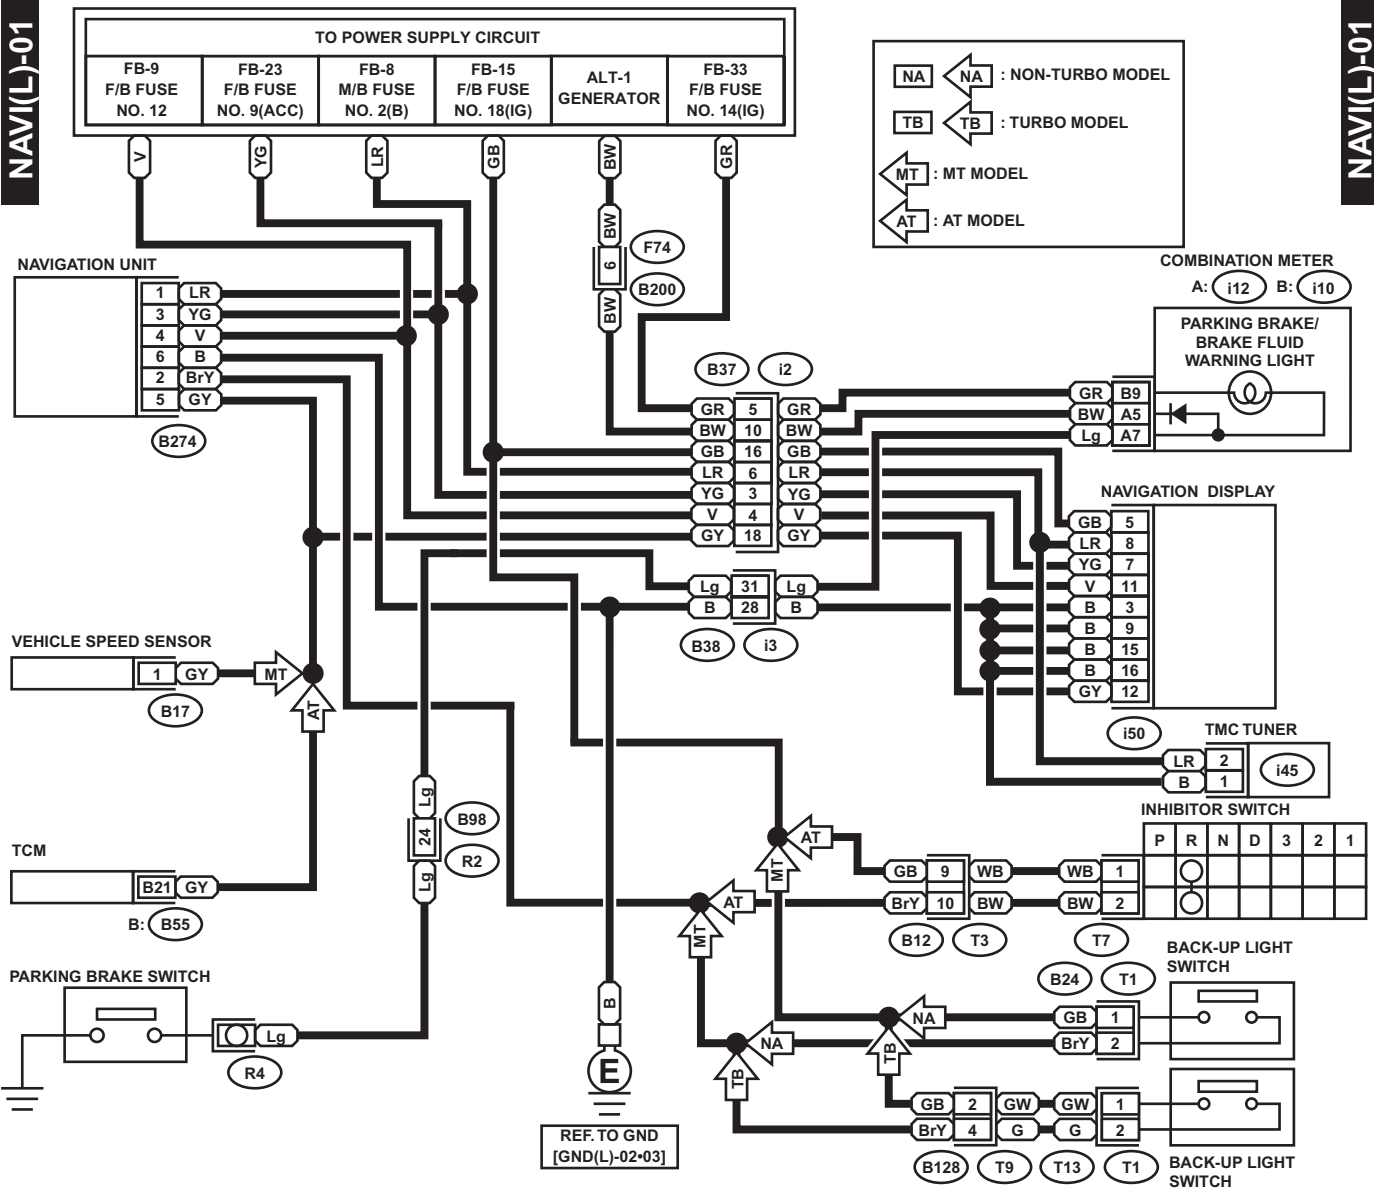 NAVI(L)-01
NAVI(L)-01
TO POWER SUPPLY CIRCUIT
FB-9
F/B FUSE
NO. 12
FB-23
F/B FUSE
NO. 9(ACC)
FB-8
M/B FUSE
NO. 2(B)
FB-15
F/B FUSE
NO. 18(IG)
ALT-1
GENERATOR
FB-33
F/B FUSE
NO. 14(IG)
V
YG
LR
GB
BW
GR
NA NA : NON-TURBO MODEL
TB TB : TURBO MODEL
MT : MT MODEL
AT : AT MODEL
BW
6
BW
F74
B200
NAVIGATION UNIT
1 LR
3 YG
4 V
6 B
2 BrY
5 GY
B274
COMBINATION METER
A: i12 B: i10
PARKING BRAKE/
BRAKE FLUID
WARNING LIGHT
GR B9
BW A5
Lg A7
B37 i2
GR 5 GR
BW 10 BW
GB 16 GB
LR 6 LR
YG 3 YG
V 4 V
GY 18 GY
Lg 31 Lg
B 28 B
B38 i3
NAVIGATION DISPLAY
GB 5
LR 8
YG 7
V 11
B 3
B 9
B 15
B 16
GY 12
i50
TMC TUNER
LR 2
B 1
i45
VEHICLE SPEED SENSOR
1 GY
MT
B17
AT
TCM
B21 GY
B: B55
Lg
24
Lg
B98
R2
PARKING BRAKE SWITCH
Lg
R4
B
E
REF. TO GND
[GND(L)-02•03]
INHIBITOR SWITCH
P R N D 3 2 1
AT
MT
GB 9 WB WB 1
AT
MT
BrY 10 BW BW 2
B12 T3 T7
BACK-UP LIGHT
SWITCH
B24 T1
NA
GB 1
NA
BrY 2
TB
TB
GB 2 GW GW 1
BrY 4 G G 2
B128 T9 T13 T1
BACK-UP LIGHT
SWITCH